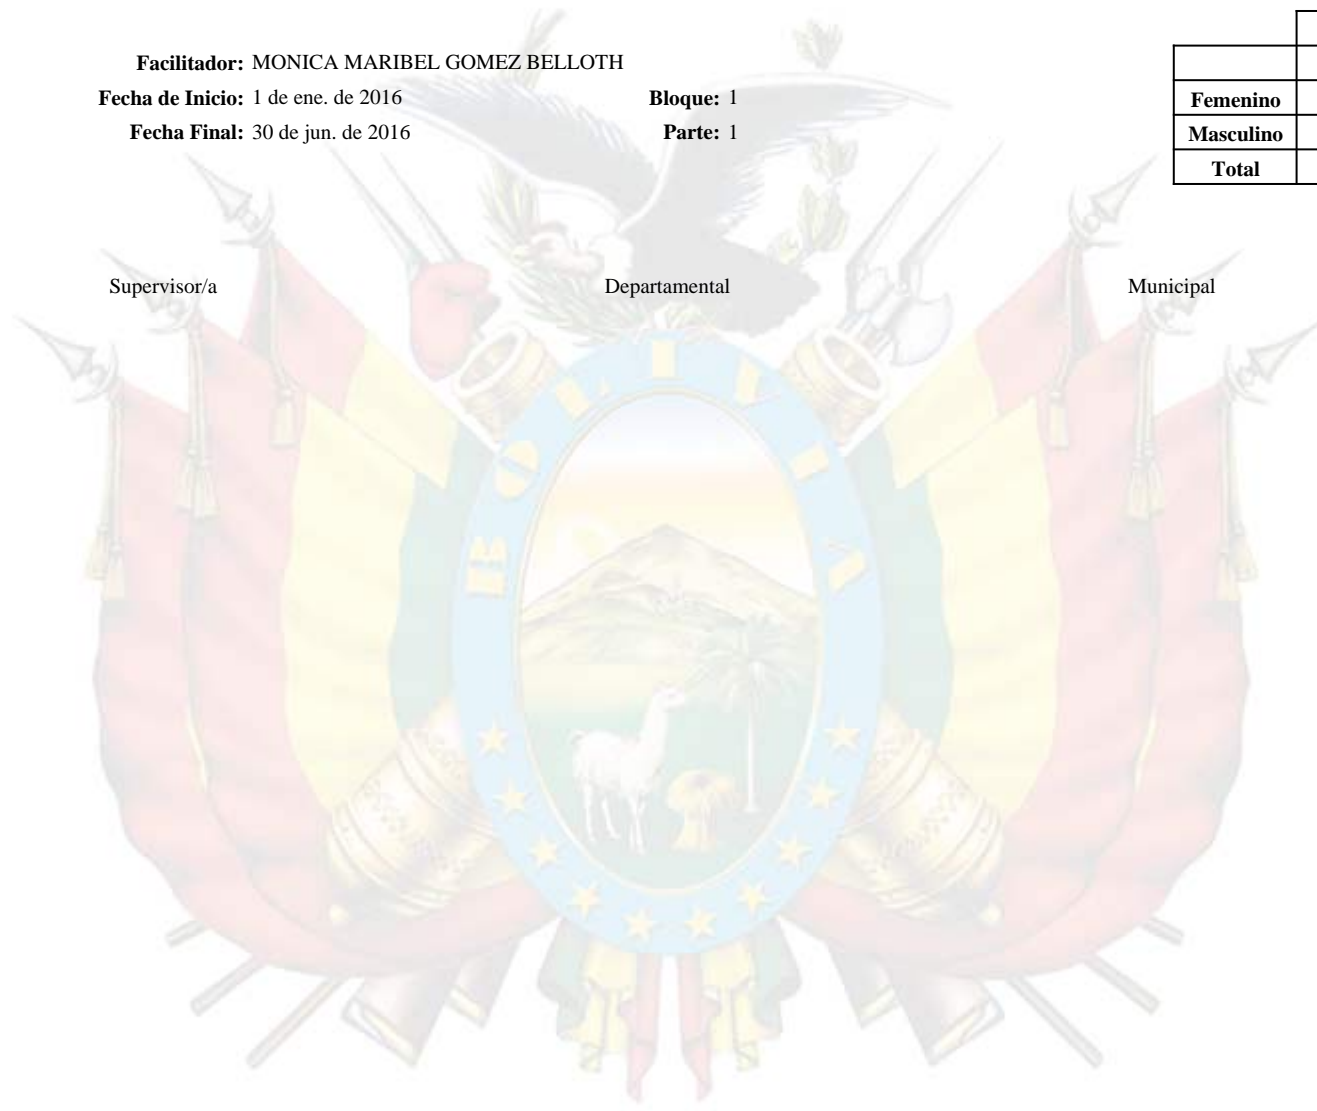 Facilitador: MONICA MARIBEL GOMEZ BELLOTH
Fecha de Inicio: 1 de ene. de 2016 Bloque: 1
Femenino
Fecha Final: 30 de jun. de 2016 Parte: 1
Masculino
Total
Supervisor/a Departamental Municipal
BOLIVIA